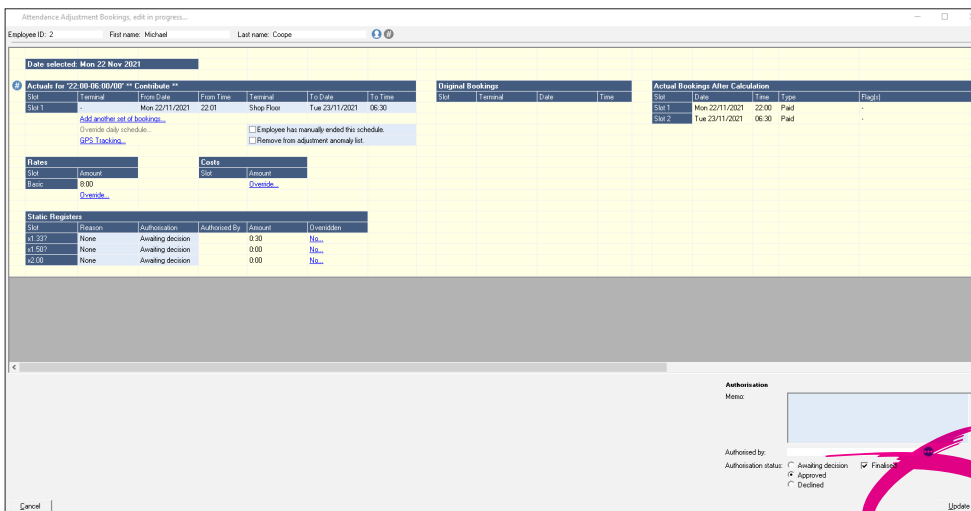 Attendance Adjustment Bookings, edit in progress...
Employee ID: 2 First name: Michael Last name: Coope
Date selected: Mon 22 Nov 2021
Actuals for '22:00-06:00/00' ** Contribute ** Original Bookings Actual Bookings After Calculation
Slot Terminal From Date From Time Terminal To Date To Time Slot Terminal Date Time Slot Date Time Type Flag(s)
Slot 1 - Mon 22/11/2021 22:01 Shop Floor Tue 23/11/2021 06:30 Slot 1 Mon 22/11/2021 22:00 Paid -
Add another set of bookings... Slot 2 Tue 23/11/2021 06:30 Paid -
Override daily schedule... Employee has manually ended this schedule.
GPS Tracking... Remove from adjustment anomaly list.
Rates Costs
Slot Amount Slot Amount
Basic 8:00 Override...
Override...
Static Registers
Slot Reason Authorisation Authorised By Amount Overridden
x1.33? None Awaiting decision 0:30 No...
x1.50? None Awaiting decision 0:00 No...
x2.00 None Awaiting decision 0:00 No...
Authorisation
Memo:
Authorised by:
Authorisation status: Awaiting decision Finalised
Approved
Declined
Cancel Update